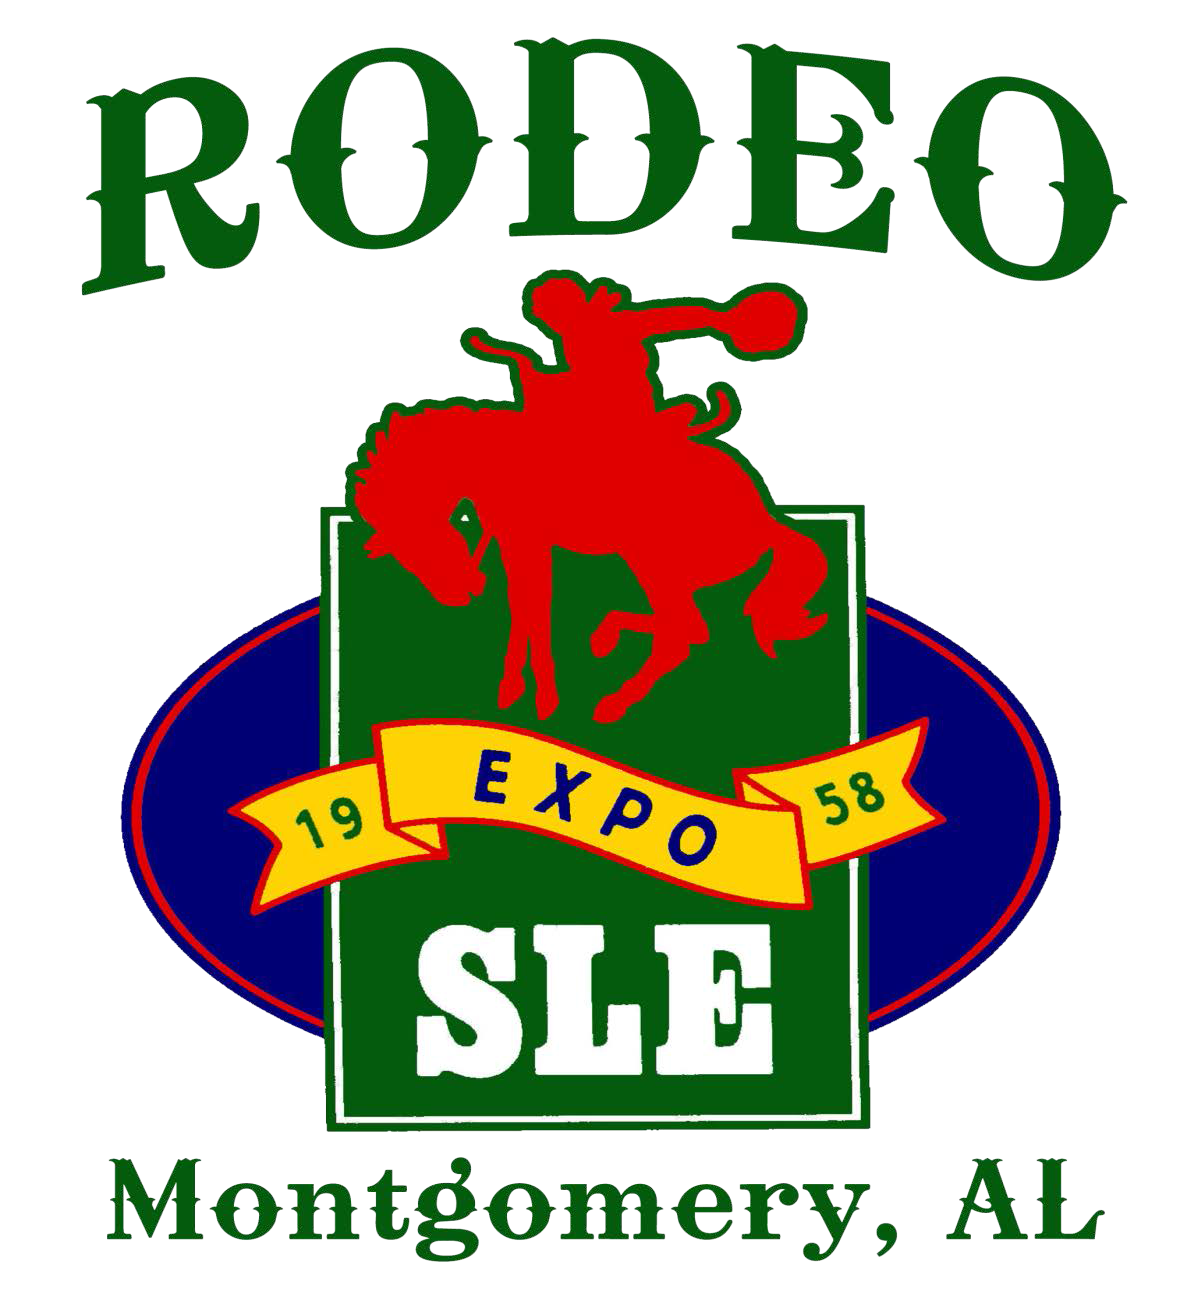 RODEO
19 EXPO 58
SLE
Montgomery, AL